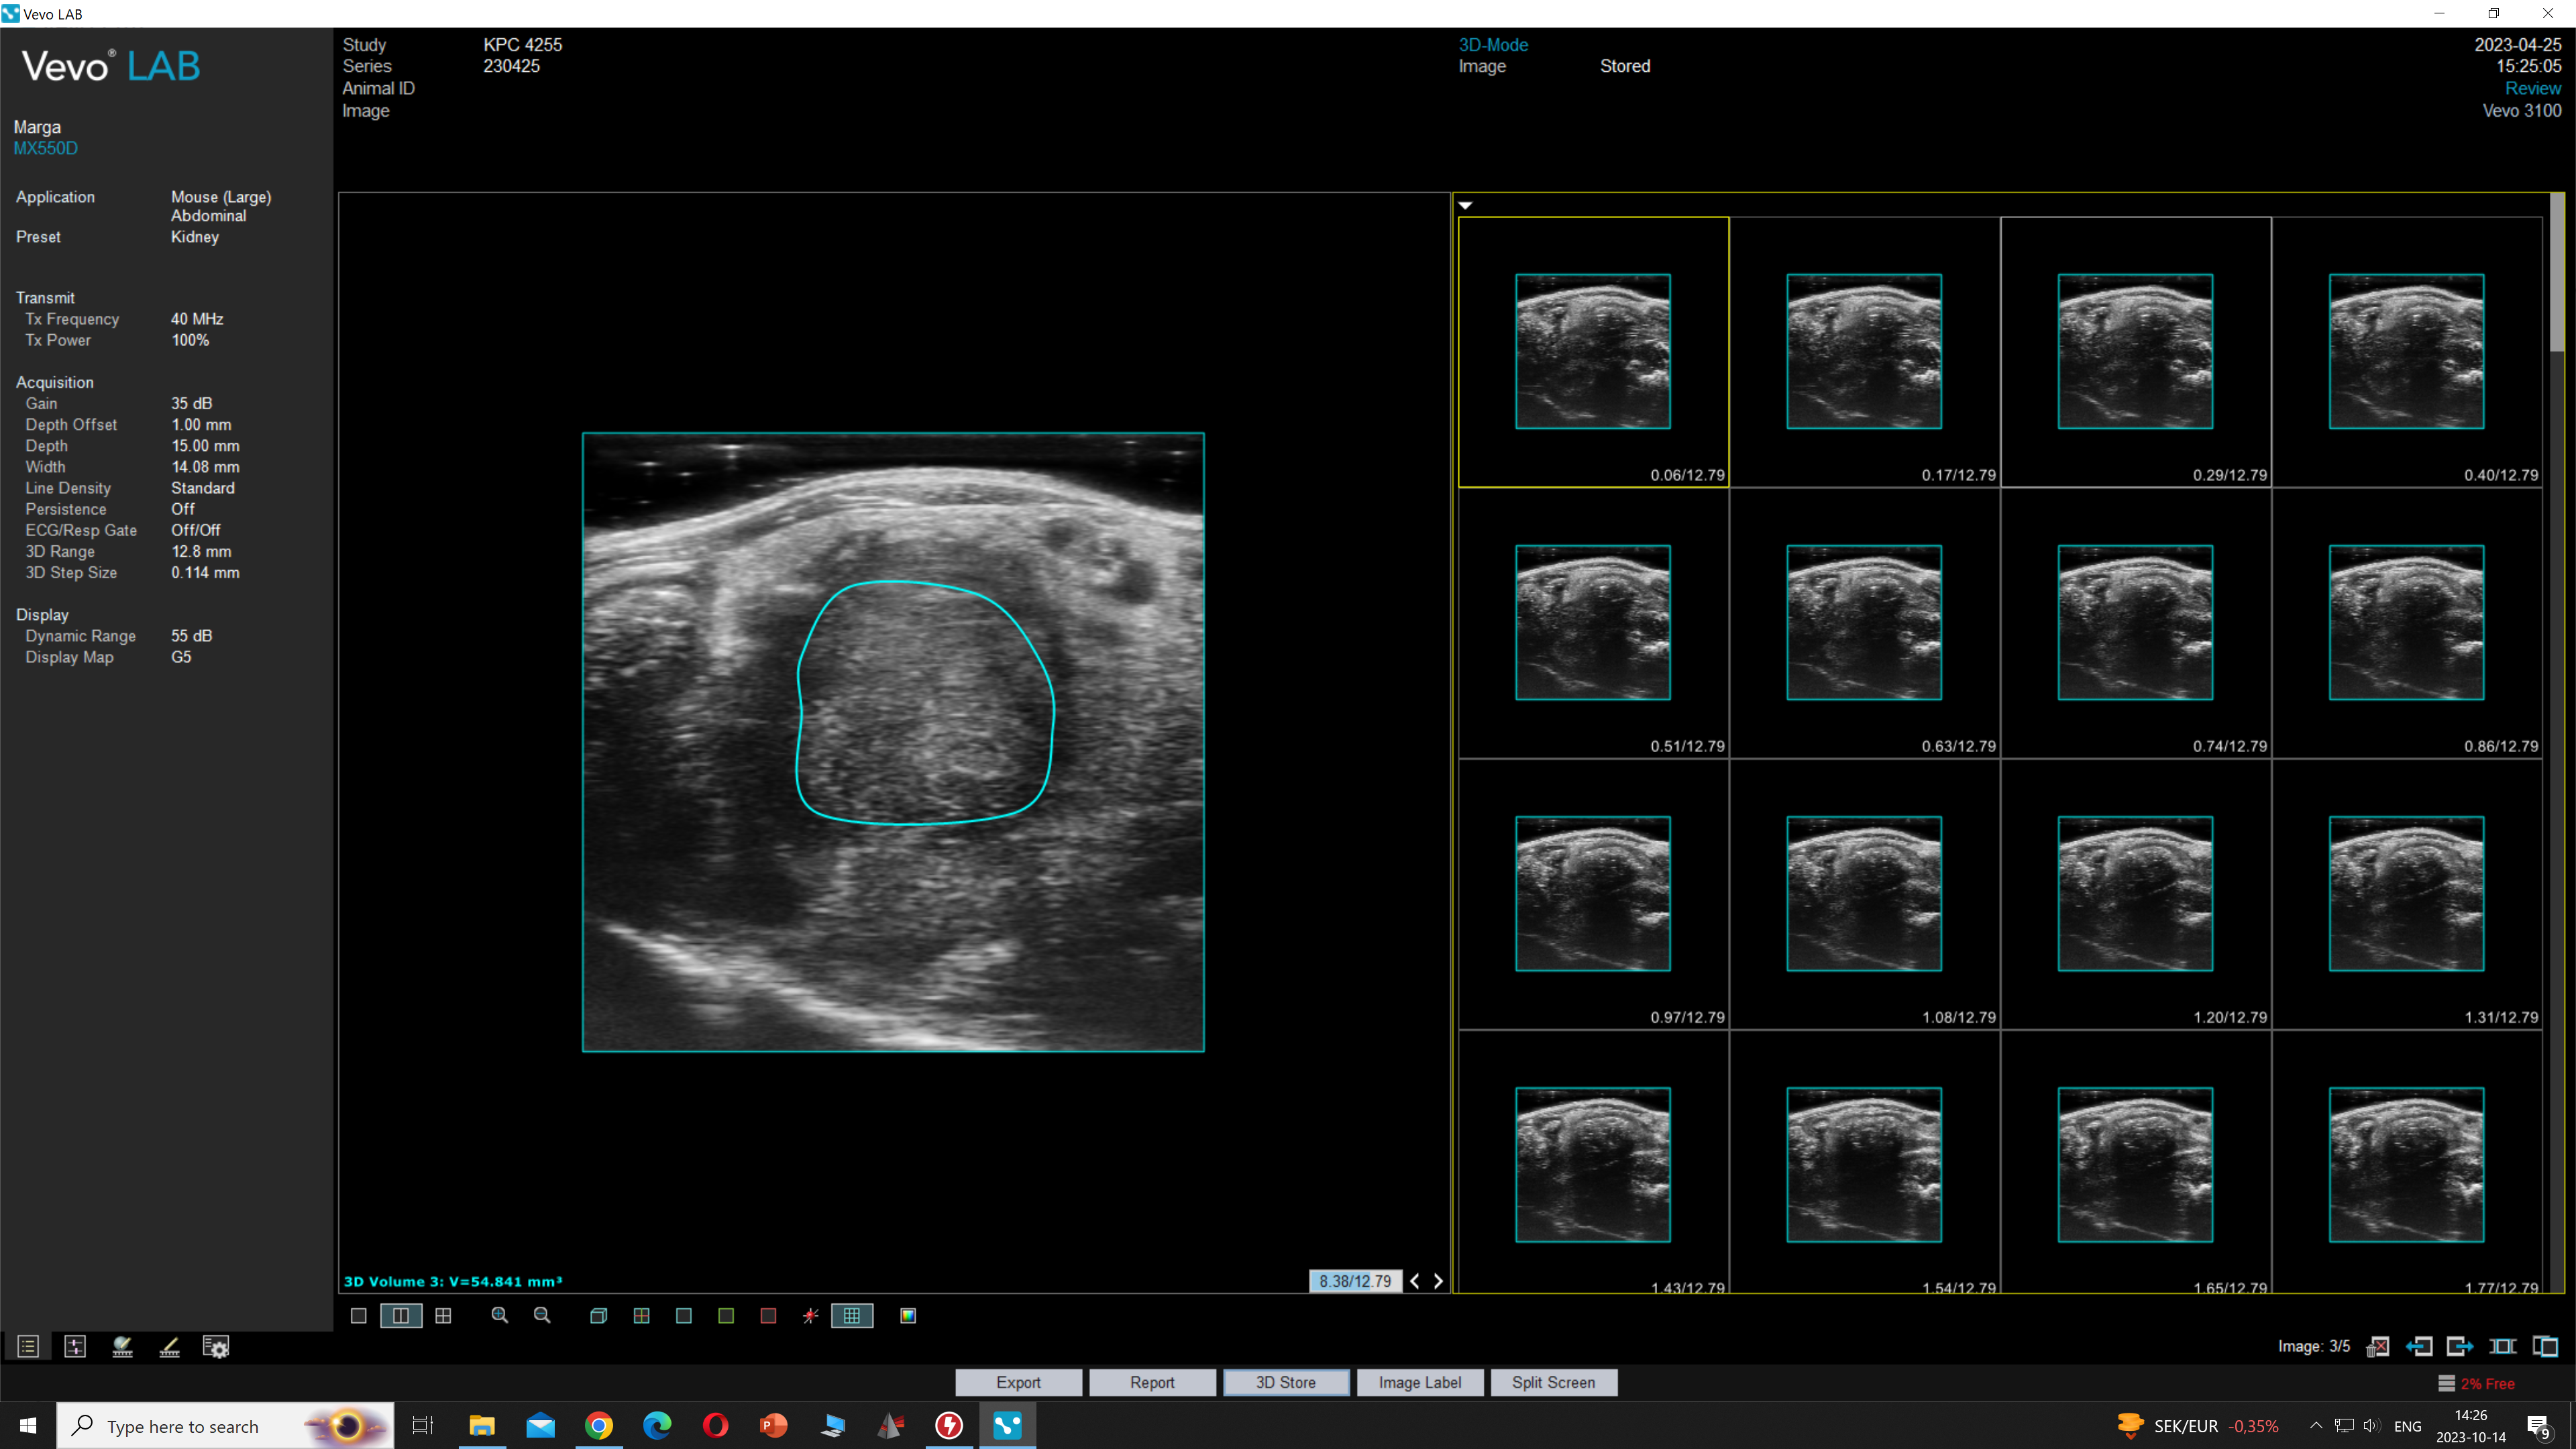 Vevo LAB
Vevo® LAB
Study KPC 4255
Series 230425
Animal ID
Image
3D-Mode
Image Stored
2023-04-25
15:25:05
Review
Vevo 3100
Marga
MX550D
Application Mouse (Large)
Abdominal
Preset Kidney
Transmit
Tx Frequency 40 MHz
Tx Power 100%
Acquisition
Gain 35 dB
Depth Offset 1.00 mm
Depth 15.00 mm
Width 14.08 mm
Line Density Standard
Persistence Off
ECG/Resp Gate Off/Off
3D Range 12.8 mm
3D Step Size 0.114 mm
Display
Dynamic Range 55 dB
Display Map G5
0.06/12.79 0.17/12.79 0.29/12.79 0.40/12.79
0.51/12.79 0.63/12.79 0.74/12.79 0.86/12.79
0.97/12.79 1.08/12.79 1.20/12.79 1.31/12.79
1.43/12.79 1.54/12.79 1.65/12.79 1.77/12.79
3D Volume 3: V=54.841 mm³
8.38/12.79
Image: 3/5
Export Report 3D Store Image Label Split Screen
2% Free
Type here to search
SEK/EUR -0,35%
ENG
14:26
2023-10-14
9